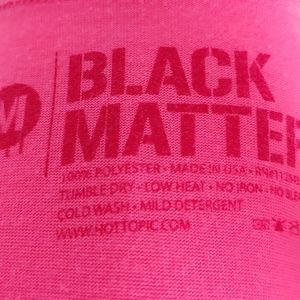 BLACK
MATTER
100% POLYESTER • MADE IN USA •
TUMBLE DRY • LOW HEAT • NO IRON • NO
COLD WASH • MILD DETERGENT
WWW.HOTTOPIC.COM